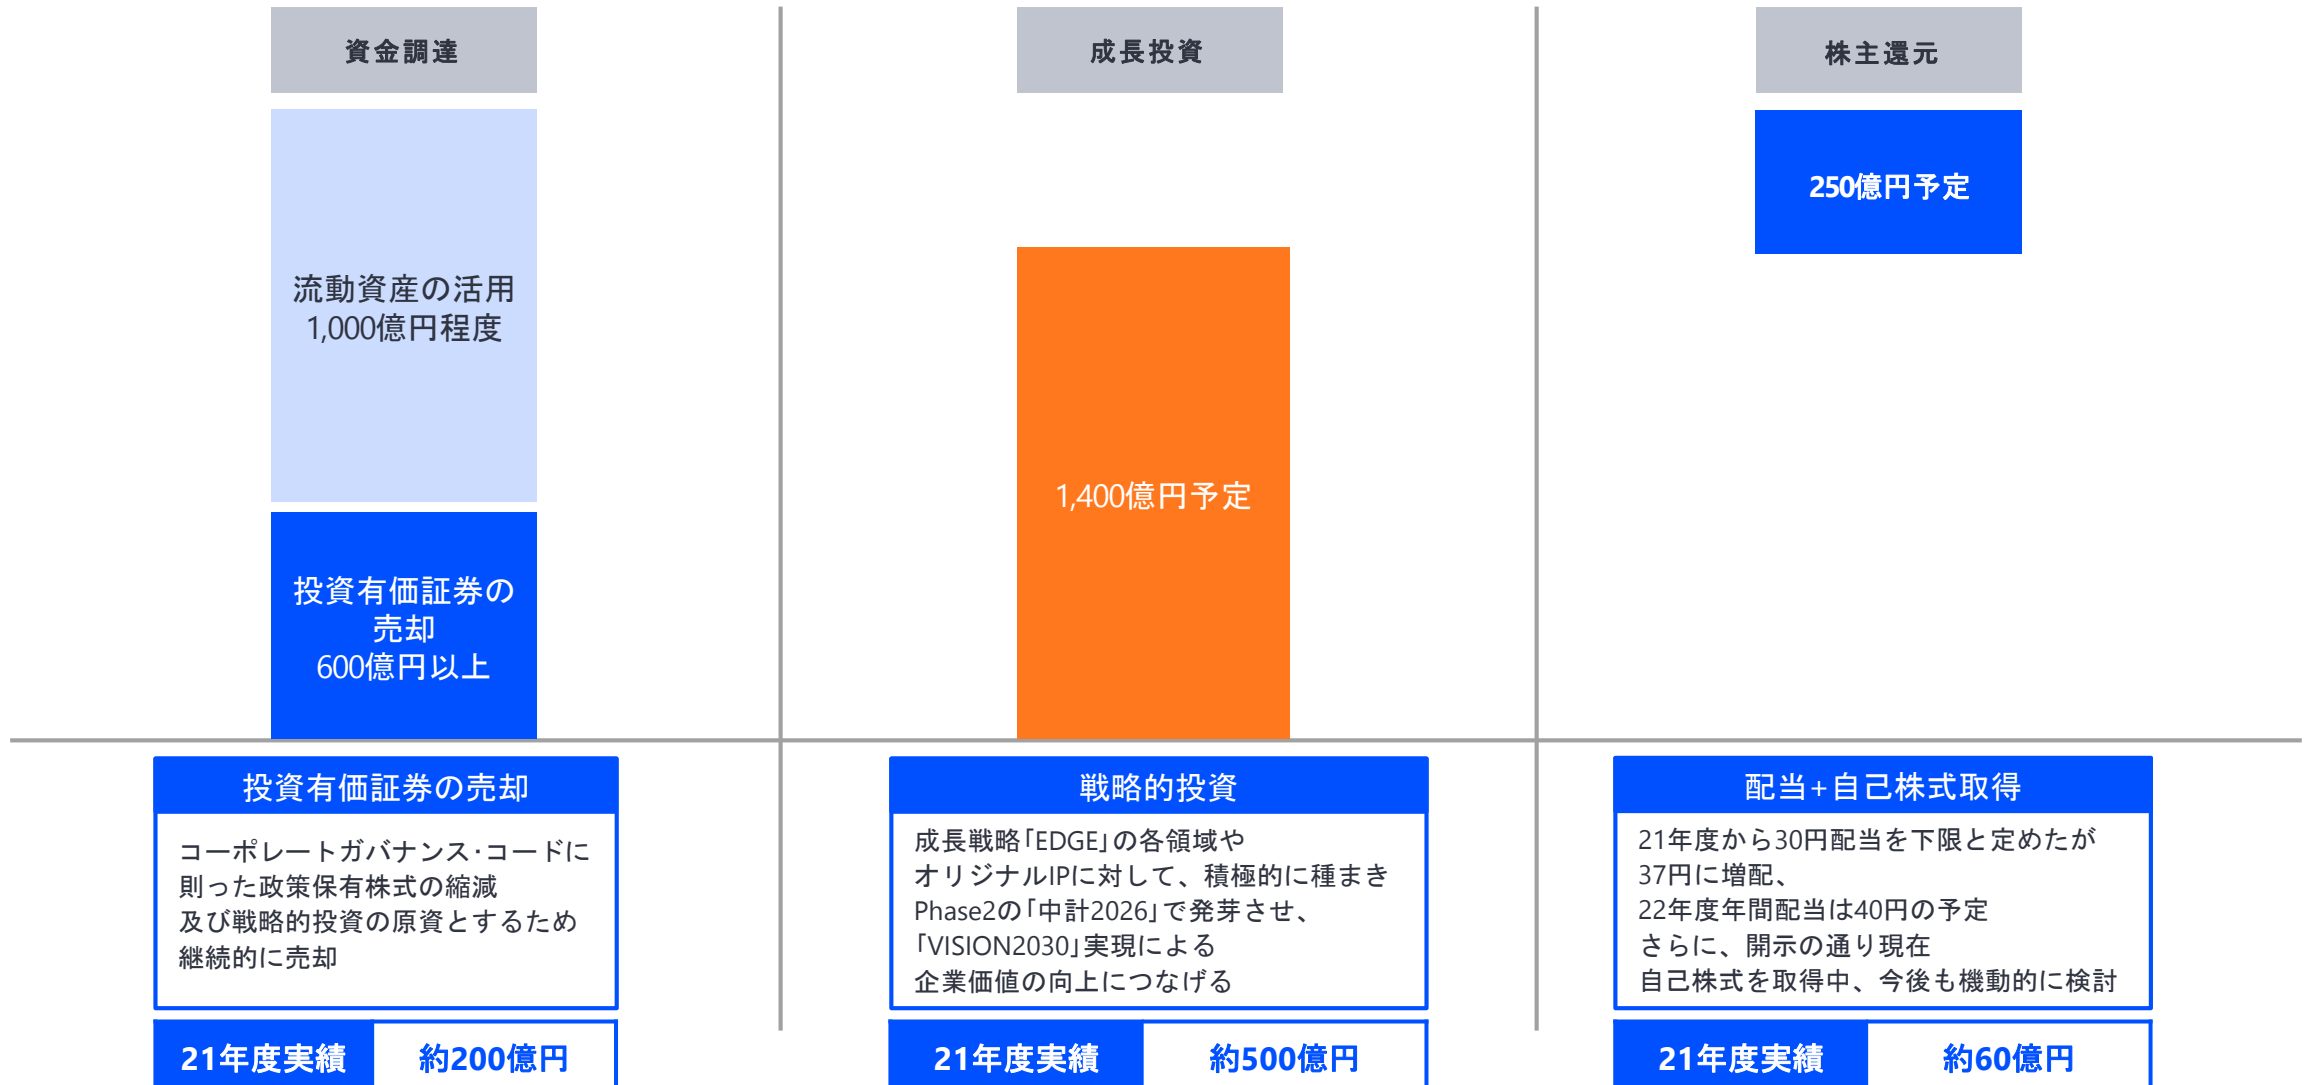 資金調達
流動資産の活用
1,000億円程度
投資有価証券の
売却
600億円以上
投資有価証券の売却
コーポレートガバナンス・コードに
則った政策保有株式の縮減
及び戦略的投資の原資とするため
継続的に売却
21年度実績 約200億円
成長投資
1,400億円予定
戦略的投資
成長戦略「EDGE」の各領域や
オリジナルIPに対して、積極的に種まき
Phase2の「中計2026」で発芽させ、
「VISION2030」実現による
企業価値の向上につなげる
21年度実績 約500億円
株主還元
250億円予定
配当+自己株式取得
21年度から30円配当を下限と定めたが
37円に増配、
22年度年間配当は40円の予定
さらに、開示の通り現在
自己株式を取得中、今後も機動的に検討
21年度実績 約60億円